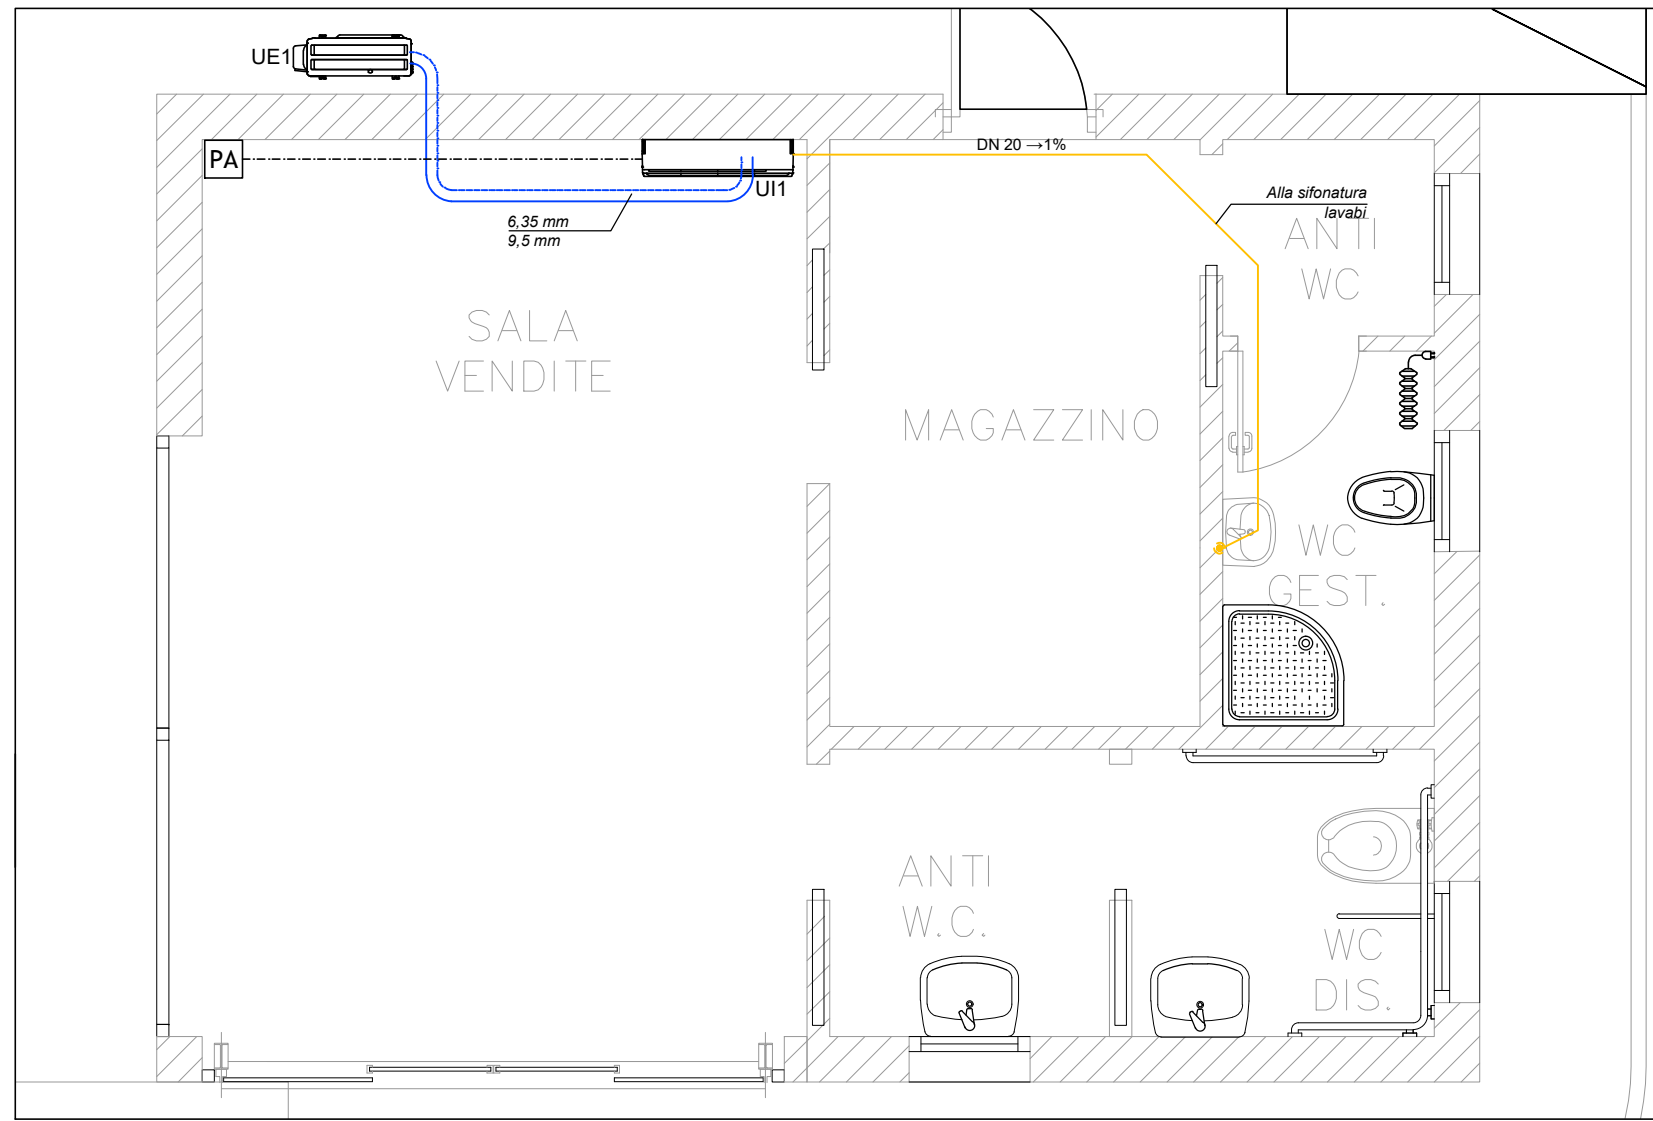 UE1
PA
DN 20 →1%
UI1
Alla sifonatura
lavabi
6,35 mm
9,5 mm
ANTI
WC
SALA
VENDITE
MAGAZZINO
WC
GEST.
ANTI
W.C.
WC
DIS.